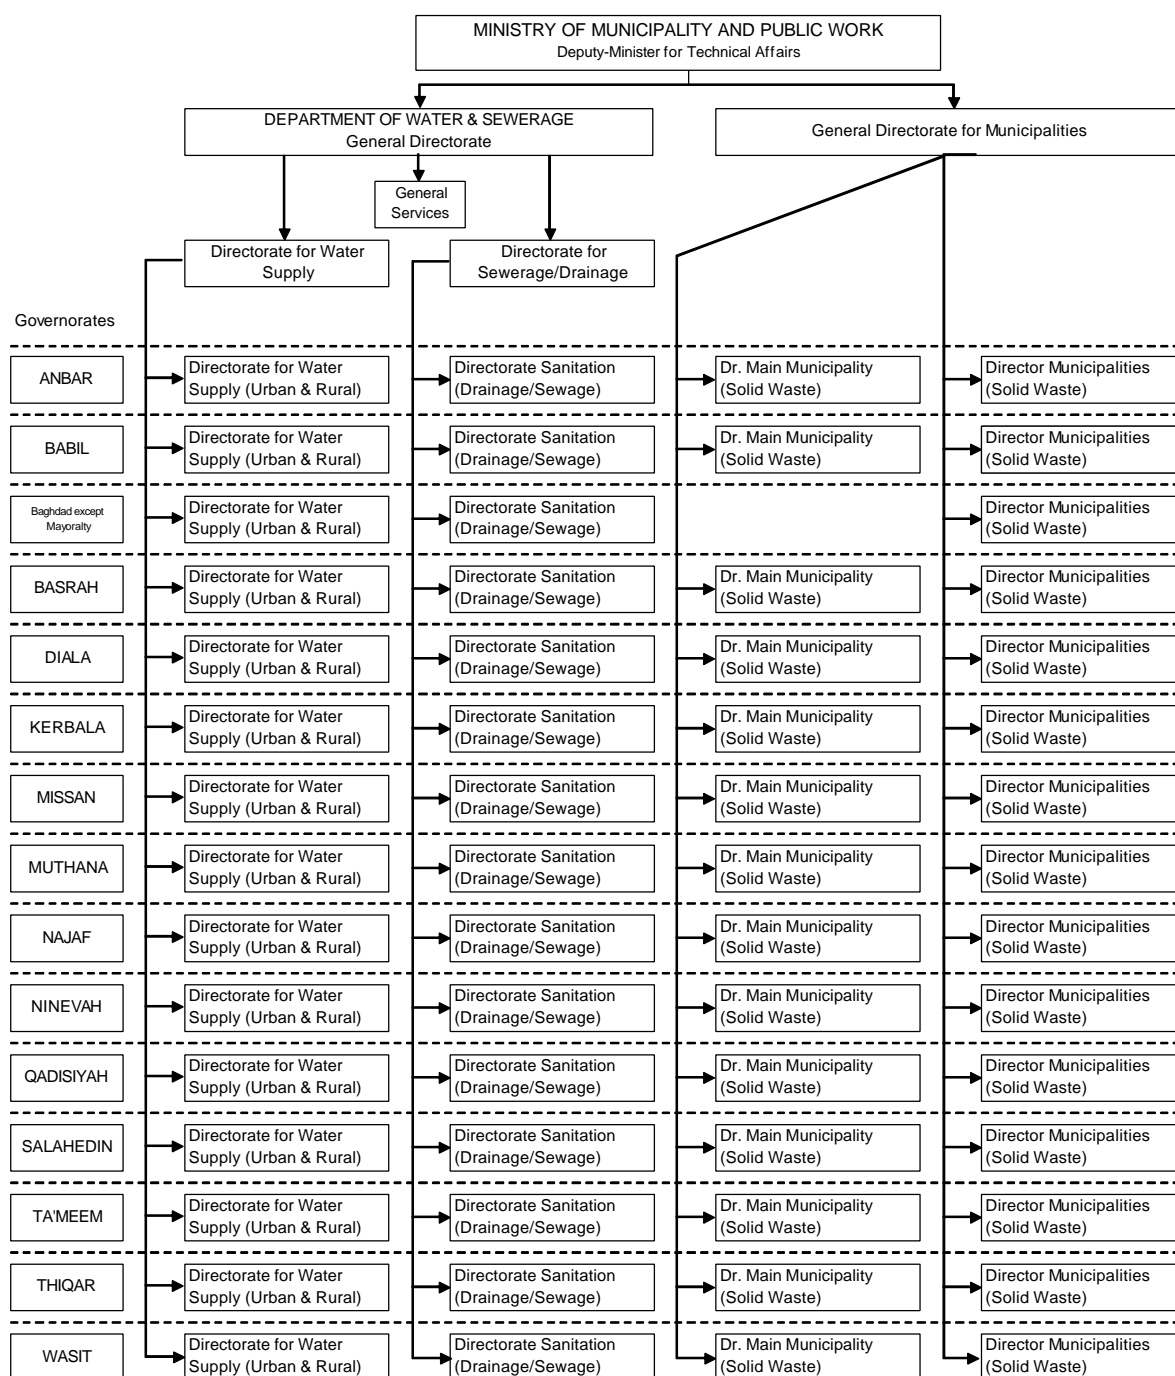 MINISTRY OF MUNICIPALITY AND PUBLIC WORK
Deputy-Minister for Technical Affairs
DEPARTMENT OF WATER & SEWERAGE
General Directorate
General Directorate for Municipalities
General
Services
Directorate for Water
Supply
Directorate for
Sewerage/Drainage
Governorates
ANBAR
Directorate for Water
Supply (Urban & Rural)
Directorate Sanitation
(Drainage/Sewage)
Dr. Main Municipality
(Solid Waste)
Director Municipalities
(Solid Waste)
BABIL
Directorate for Water
Supply (Urban & Rural)
Directorate Sanitation
(Drainage/Sewage)
Dr. Main Municipality
(Solid Waste)
Director Municipalities
(Solid Waste)
Baghdad except
Mayoralty
Directorate for Water
Supply (Urban & Rural)
Directorate Sanitation
(Drainage/Sewage)
Director Municipalities
(Solid Waste)
BASRAH
Directorate for Water
Supply (Urban & Rural)
Directorate Sanitation
(Drainage/Sewage)
Dr. Main Municipality
(Solid Waste)
Director Municipalities
(Solid Waste)
DIALA
Directorate for Water
Supply (Urban & Rural)
Directorate Sanitation
(Drainage/Sewage)
Dr. Main Municipality
(Solid Waste)
Director Municipalities
(Solid Waste)
KERBALA
Directorate for Water
Supply (Urban & Rural)
Directorate Sanitation
(Drainage/Sewage)
Dr. Main Municipality
(Solid Waste)
Director Municipalities
(Solid Waste)
MISSAN
Directorate for Water
Supply (Urban & Rural)
Directorate Sanitation
(Drainage/Sewage)
Dr. Main Municipality
(Solid Waste)
Director Municipalities
(Solid Waste)
MUTHANA
Directorate for Water
Supply (Urban & Rural)
Directorate Sanitation
(Drainage/Sewage)
Dr. Main Municipality
(Solid Waste)
Director Municipalities
(Solid Waste)
NAJAF
Directorate for Water
Supply (Urban & Rural)
Directorate Sanitation
(Drainage/Sewage)
Dr. Main Municipality
(Solid Waste)
Director Municipalities
(Solid Waste)
NINEVAH
Directorate for Water
Supply (Urban & Rural)
Directorate Sanitation
(Drainage/Sewage)
Dr. Main Municipality
(Solid Waste)
Director Municipalities
(Solid Waste)
QADISIYAH
Directorate for Water
Supply (Urban & Rural)
Directorate Sanitation
(Drainage/Sewage)
Dr. Main Municipality
(Solid Waste)
Director Municipalities
(Solid Waste)
SALAHEDIN
Directorate for Water
Supply (Urban & Rural)
Directorate Sanitation
(Drainage/Sewage)
Dr. Main Municipality
(Solid Waste)
Director Municipalities
(Solid Waste)
TA'MEEM
Directorate for Water
Supply (Urban & Rural)
Directorate Sanitation
(Drainage/Sewage)
Dr. Main Municipality
(Solid Waste)
Director Municipalities
(Solid Waste)
THIQAR
Directorate for Water
Supply (Urban & Rural)
Directorate Sanitation
(Drainage/Sewage)
Dr. Main Municipality
(Solid Waste)
Director Municipalities
(Solid Waste)
WASIT
Directorate for Water
Supply (Urban & Rural)
Directorate Sanitation
(Drainage/Sewage)
Dr. Main Municipality
(Solid Waste)
Director Municipalities
(Solid Waste)